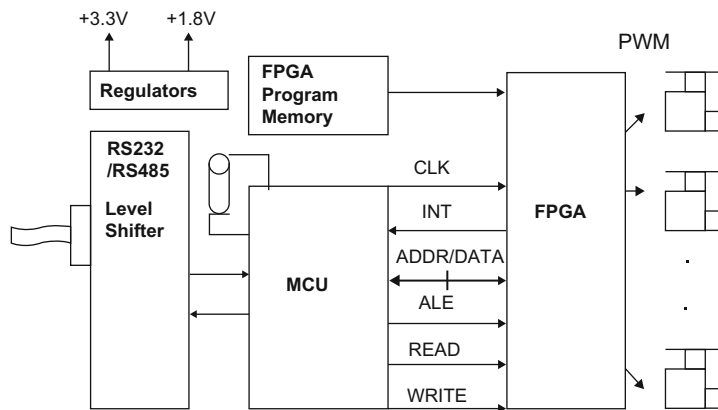 +3.3V
+1.8V
PWM
Regulators
FPGA
Program
Memory
RS232
/RS485
Level
Shifter
CLK
INT
FPGA
ADDR/DATA
MCU
ALE
READ
WRITE